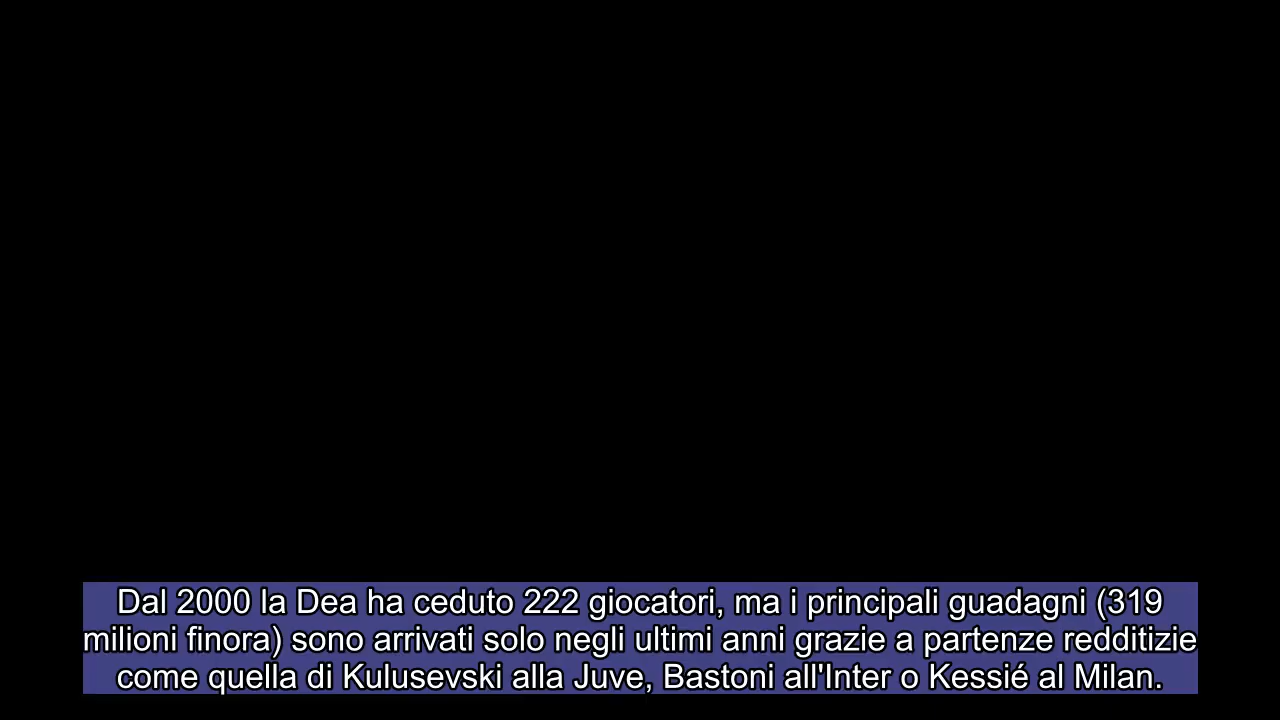 Dal 2000 la Dea ha ceduto 222 giocatori, ma i principali guadagni (319
milioni finora) sono arrivati solo negli ultimi anni grazie a partenze redditizie
come quella di Kulusevski alla Juve, Bastoni all'Inter o Kessié al Milan.